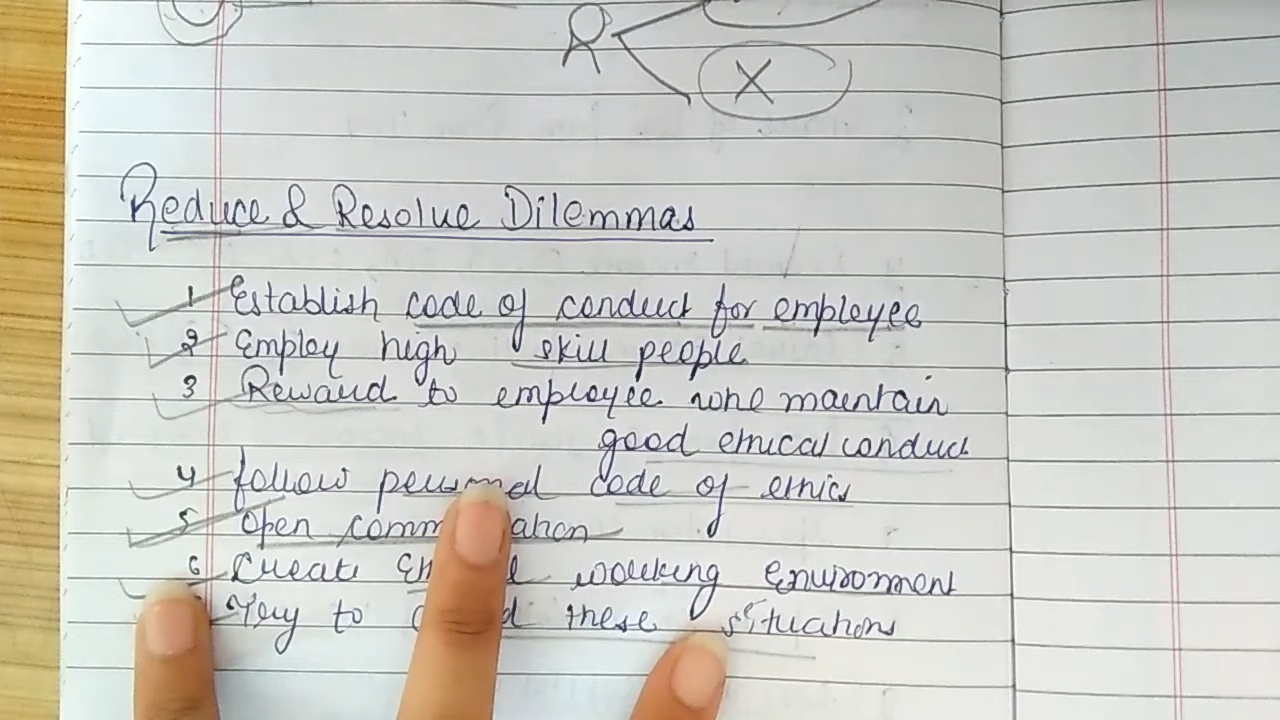 Reduce & Resolve Dilemmas
1 Establish code of conduct for employee
2 Employ high skill people
3 Reward to employee who maintain
good ethical conduct
4 follow personal code of ethics
5 Open
6 Create working Environment
Try to these situations